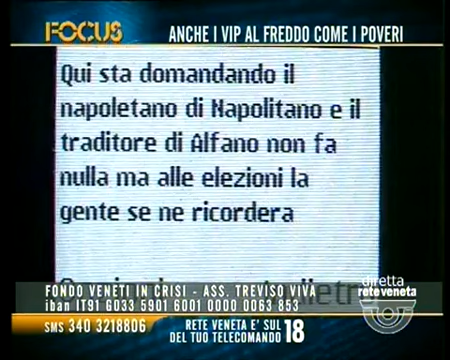 FOCUS
ANCHE I VIP AL FREDDO COME I POVERI
Qui sta domandando il
napoletano di Napolitano e il
traditore di Alfano non fa
nulla ma alle elezioni la
gente se ne ricordera
FONDO VENETI IN CRISI - ASS. TREVISO VIVA
iban IT91 G033 5901 6001 0000 0063 853
diretta
reteveneta
SMS 340 3218806
RETE VENETA E' SUL
DEL TUO TELECOMANDO 18